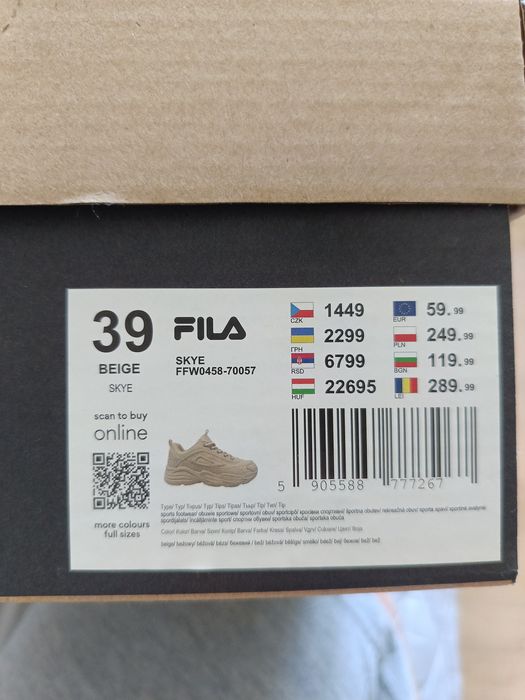 39
BEIGE
SKYE
FILA
SKYE
FFW0458-70057
CZK 1449
ГРН 2299
RSD 6799
HUF 22695
EUR 59.99
PLN 249.99
BGN 119.99
LEI 289.99
scan to buy
online
more colours
full sizes
5 905588 777267